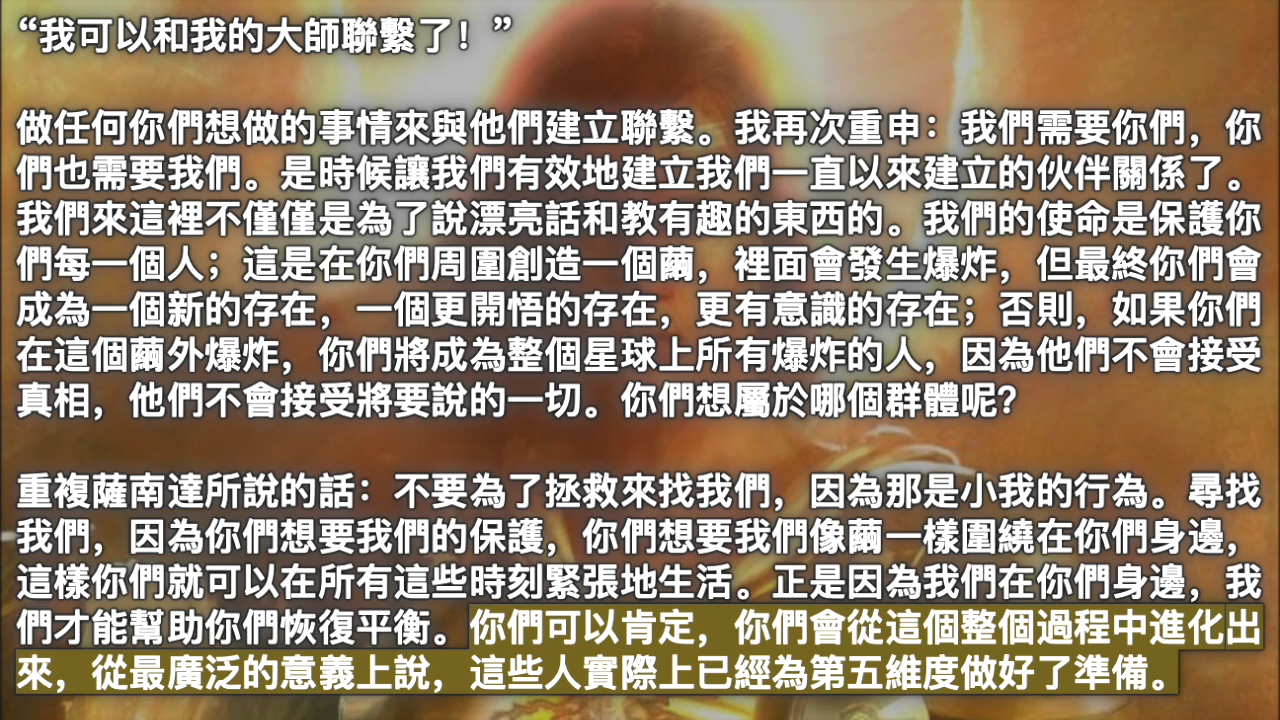 “我可以和我的大師聯繫了！”
做任何你們想做的事情來與他們建立聯繫。我再次重申：我們需要你們，你
們也需要我們。是時候讓我們有效地建立我們一直以來建立的伙伴關係了。
我們來這裡不僅僅是為了說漂亮話和教有趣的東西的。我們的使命是保護你
們每一個人；這是在你們周圍創造一個繭，裡面會發生爆炸，但最終你們會
成為一個新的存在，一個更開悟的存在，更有意識的存在；否則，如果你們
在這個繭外爆炸，你們將成為整個星球上所有爆炸的人，因為他們不會接受
真相，他們不會接受將要說的一切。你們想屬於哪個群體呢？
重複薩南達所說的話：不要為了拯救來找我們，因為那是小我的行為。尋找
我們，因為你們想要我們的保護，你們想要我們像繭一樣圍繞在你們身邊，
這樣你們就可以在所有這些時刻緊張地生活。正是因為我們在你們身邊，我
們才能幫助你們恢復平衡。你們可以肯定，你們會從這個整個過程中進化出
來，從最廣泛的意義上說，這些人實際上已經為第五維度做好了準備。